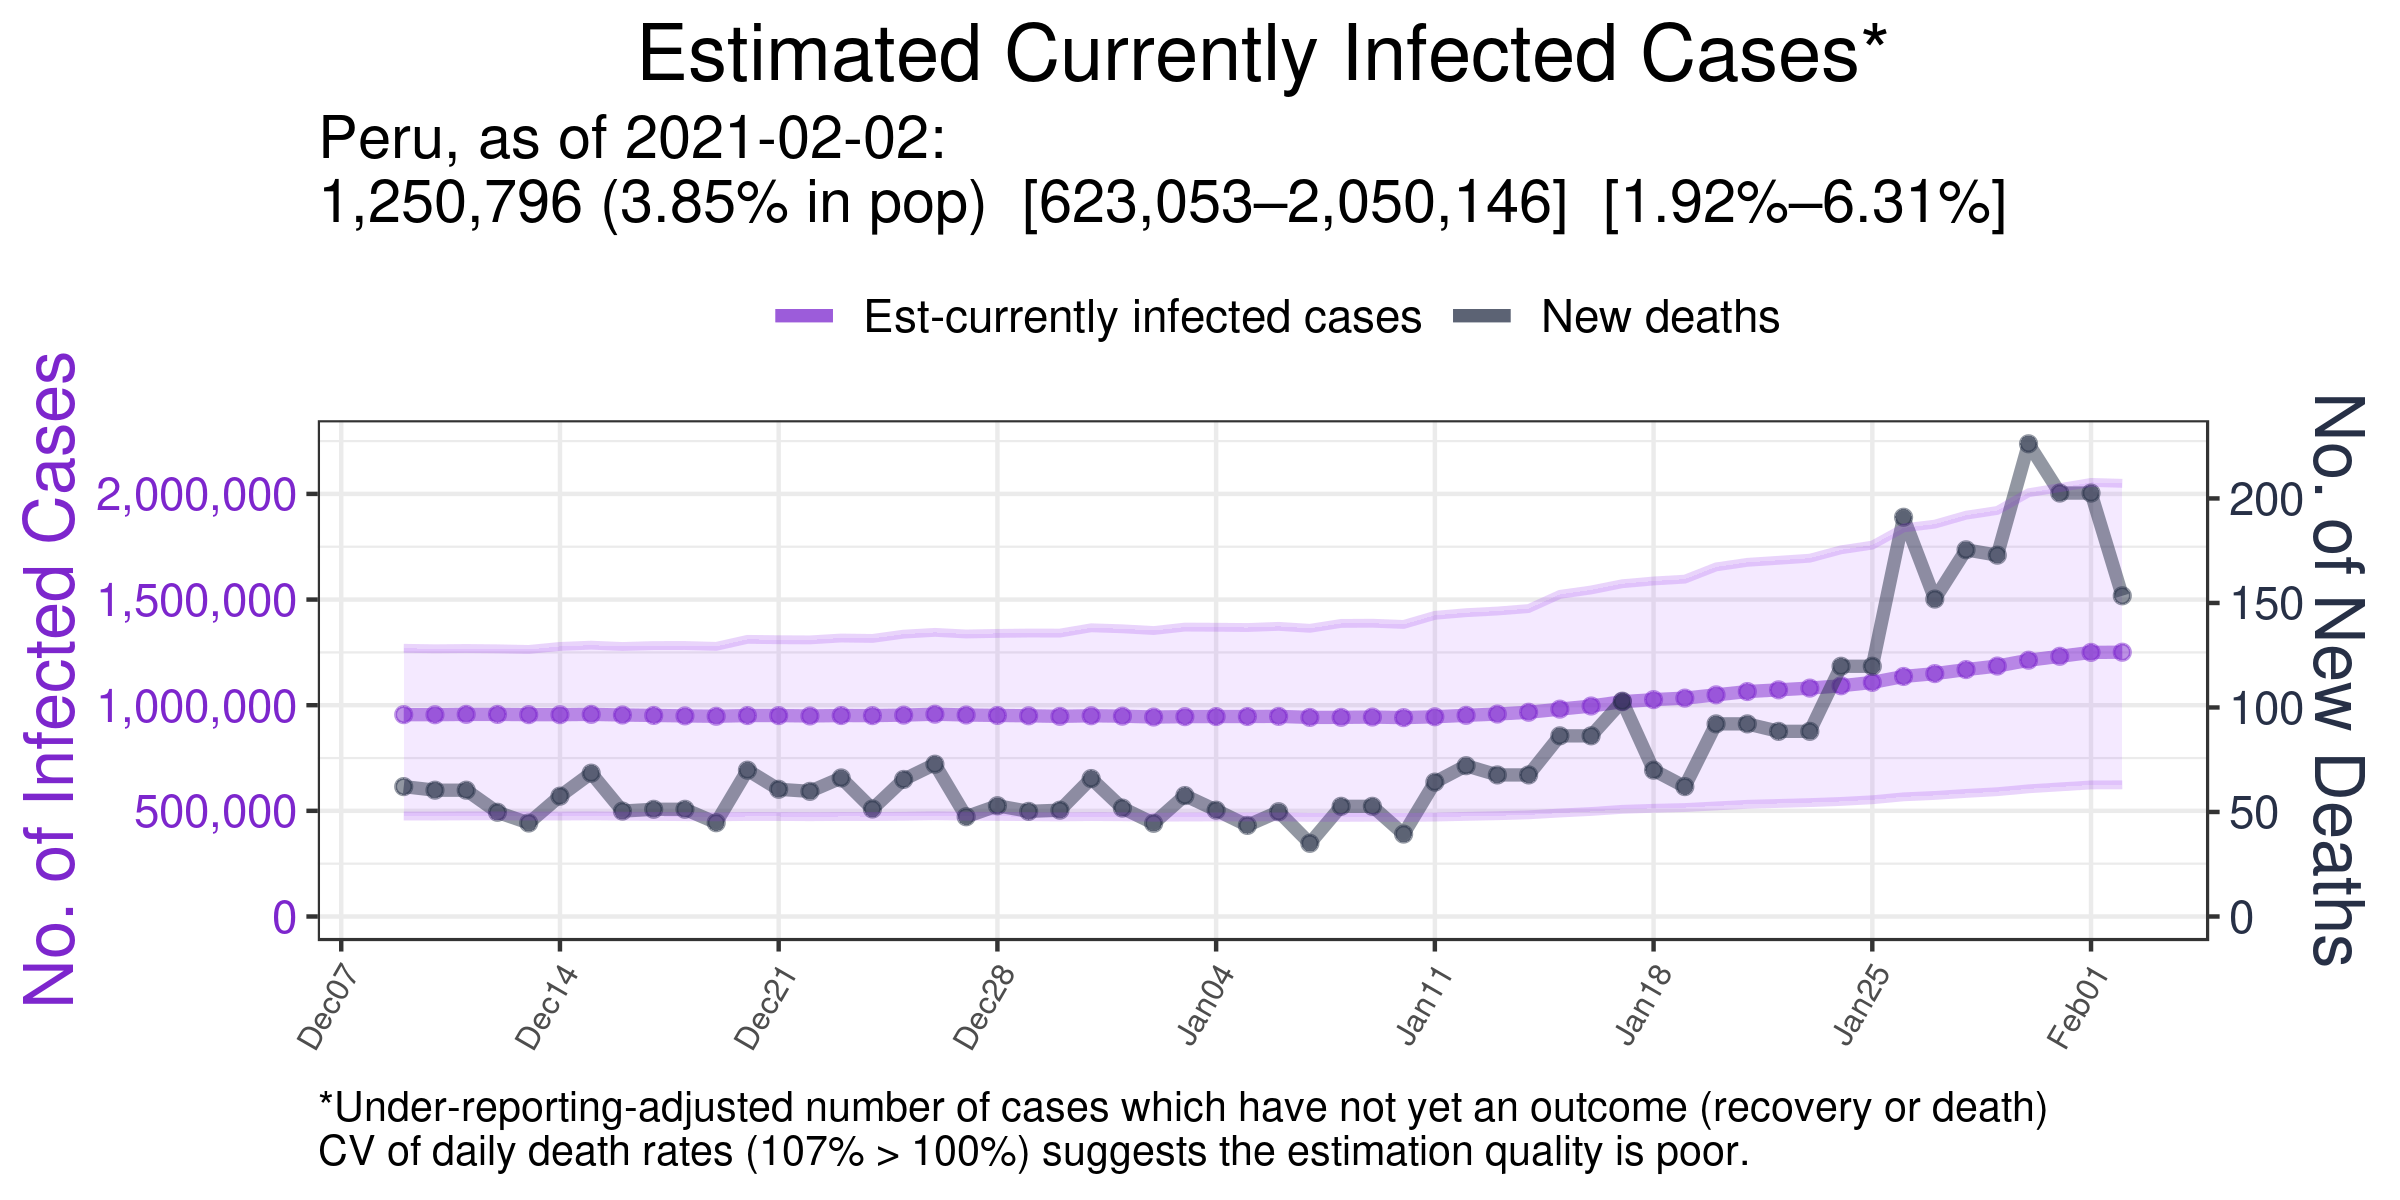 Estimated Currently Infected Cases*
Peru, as of 2021-02-02:
1,250,796 (3.85% in pop)  [623,053–2,050,146]  [1.92%–6.31%]
Est-currently infected cases
New deaths
No. of Infected Cases
2,000,000
1,500,000
1,000,000
500,000
0
No. of New Deaths
200
150
100
50
0
Dec07
Dec14
Dec21
Dec28
Jan04
Jan11
Jan18
Jan25
Feb01
*Under-reporting-adjusted number of cases which have not yet an outcome (recovery or death)
CV of daily death rates (107% > 100%) suggests the estimation quality is poor.